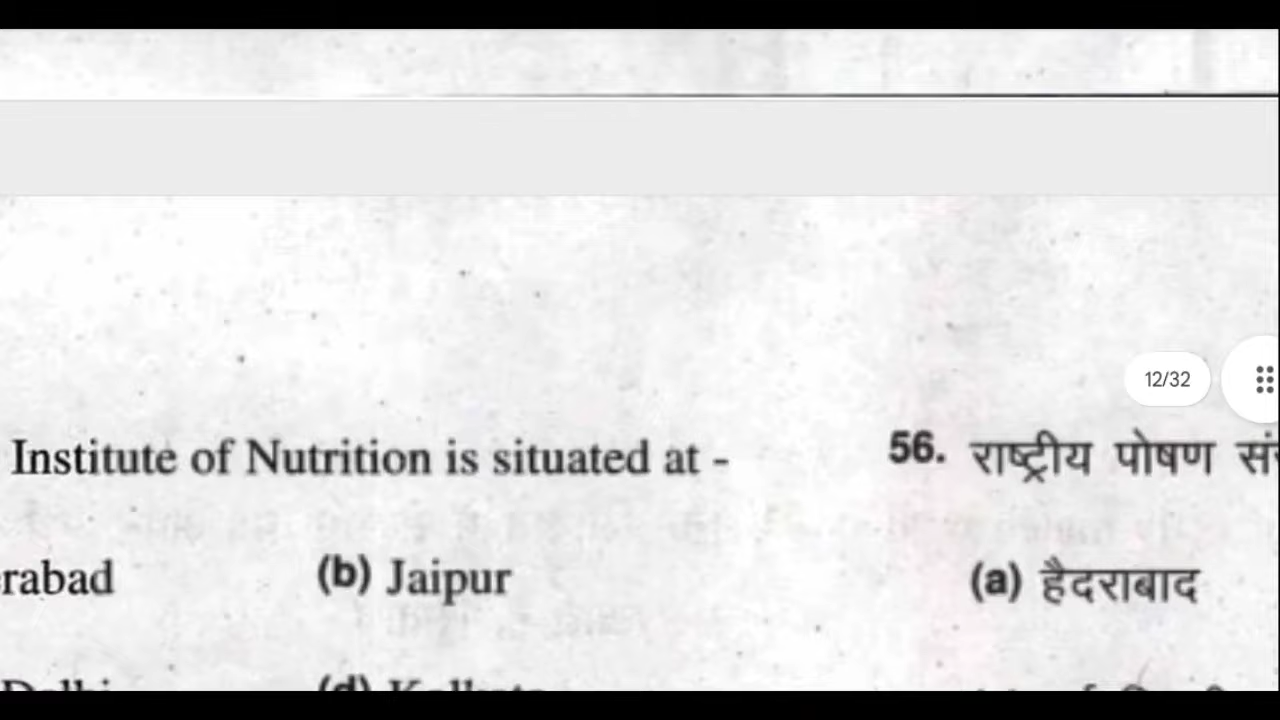 12/32
Institute of Nutrition is situated at -
56. राष्ट्रीय पोषण
rabad
(b) Jaipur
(a) हैदराबाद